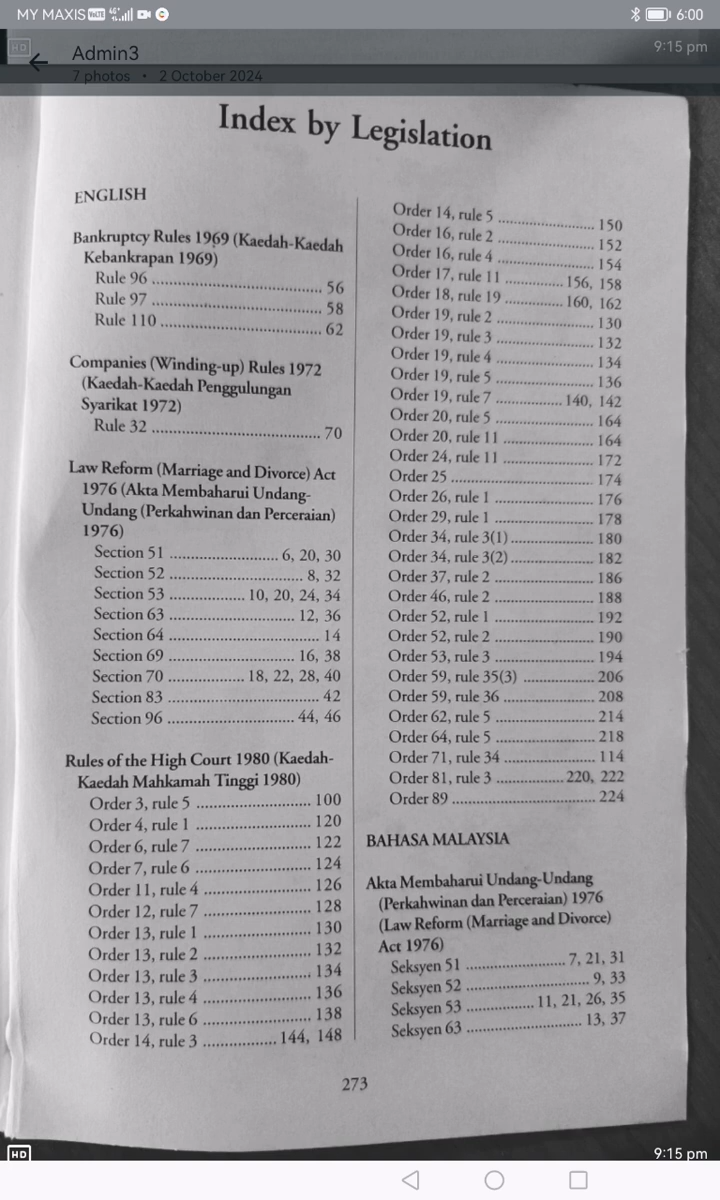 MY MAXIS VoLTE 4G 6:00
HD
Admin3 9:15 pm
7 photos • 2 October 2024
Index by Legislation
ENGLISH
Bankruptcy Rules 1969 (Kaedah-Kaedah
Kebankrapan 1969)
Rule 96 ........ 56
Rule 97 ........ 58
Rule 110 ........ 62
Companies (Winding-up) Rules 1972
(Kaedah-Kaedah Penggulungan
Syarikat 1972)
Rule 32 ........ 70
Law Reform (Marriage and Divorce) Act
1976 (Akta Membaharui Undang-
Undang (Perkahwinan dan Perceraian)
1976)
Section 51 ........ 6, 20, 30
Section 52 ........ 8, 32
Section 53 ........ 10, 20, 24, 34
Section 63 ........ 12, 36
Section 64 ........ 14
Section 69 ........ 16, 38
Section 70 ........ 18, 22, 28, 40
Section 83 ........ 42
Section 96 ........ 44, 46
Rules of the High Court 1980 (Kaedah-
Kaedah Mahkamah Tinggi 1980)
Order 3, rule 5 ........ 100
Order 4, rule 1 ........ 120
Order 6, rule 7 ........ 122
Order 7, rule 6 ........ 124
Order 11, rule 4 ........ 126
Order 12, rule 7 ........ 128
Order 13, rule 1 ........ 130
Order 13, rule 2 ........ 132
Order 13, rule 3 ........ 134
Order 13, rule 4 ........ 136
Order 13, rule 6 ........ 138
Order 14, rule 3 ........ 144, 148
Order 14, rule 5 ........ 150
Order 16, rule 2 ........ 152
Order 16, rule 4 ........ 154
Order 17, rule 11 ........ 156, 158
Order 18, rule 19 ........ 160, 162
Order 19, rule 2 ........ 130
Order 19, rule 3 ........ 132
Order 19, rule 4 ........ 134
Order 19, rule 5 ........ 136
Order 19, rule 7 ........ 140, 142
Order 20, rule 5 ........ 164
Order 20, rule 11 ........ 164
Order 24, rule 11 ........ 172
Order 25 ........ 174
Order 26, rule 1 ........ 176
Order 29, rule 1 ........ 178
Order 34, rule 3(1) ........ 180
Order 34, rule 3(2) ........ 182
Order 37, rule 2 ........ 186
Order 46, rule 2 ........ 188
Order 52, rule 1 ........ 192
Order 52, rule 2 ........ 190
Order 53, rule 3 ........ 194
Order 59, rule 35(3) ........ 206
Order 59, rule 36 ........ 208
Order 62, rule 5 ........ 214
Order 64, rule 5 ........ 218
Order 71, rule 34 ........ 114
Order 81, rule 3 ........ 220, 222
Order 89 ........ 224
BAHASA MALAYSIA
Akta Membaharui Undang-Undang
(Perkahwinan dan Perceraian) 1976
(Law Reform (Marriage and Divorce)
Act 1976)
Seksyen 51 ........ 7, 21, 31
Seksyen 52 ........ 9, 33
Seksyen 53 ........ 11, 21, 26, 35
Seksyen 63 ........ 13, 37
273
HD 9:15 pm